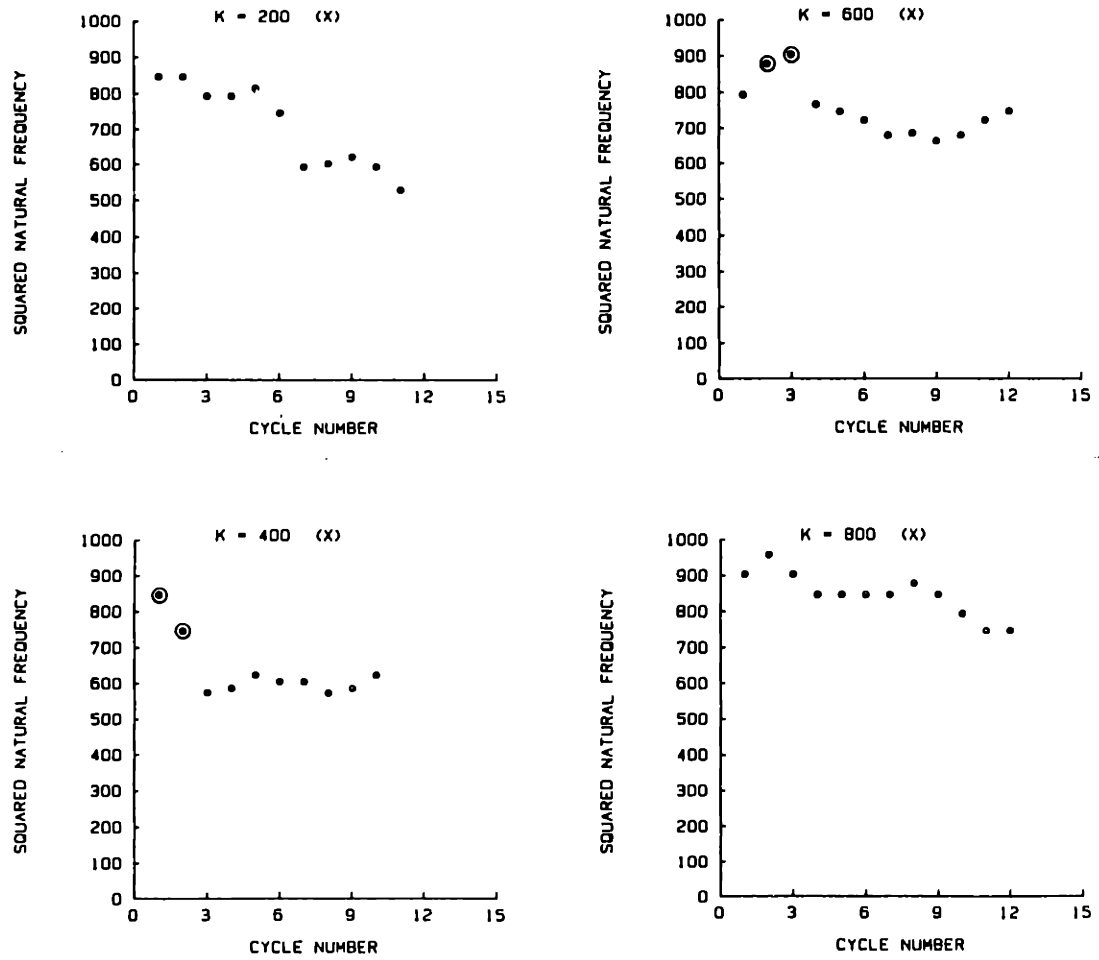 K = 200 (X)
1000
900
800
700
600
500
400
300
200
100
0
0 3 6 9 12 15
SQUARED NATURAL FREQUENCY
CYCLE NUMBER
K = 600 (X)
1000
900
800
700
600
500
400
300
200
100
0
0 3 6 9 12 15
SQUARED NATURAL FREQUENCY
CYCLE NUMBER
K = 400 (X)
1000
900
800
700
600
500
400
300
200
100
0
0 3 6 9 12 15
SQUARED NATURAL FREQUENCY
CYCLE NUMBER
K = 800 (X)
1000
900
800
700
600
500
400
300
200
100
0
0 3 6 9 12 15
SQUARED NATURAL FREQUENCY
CYCLE NUMBER